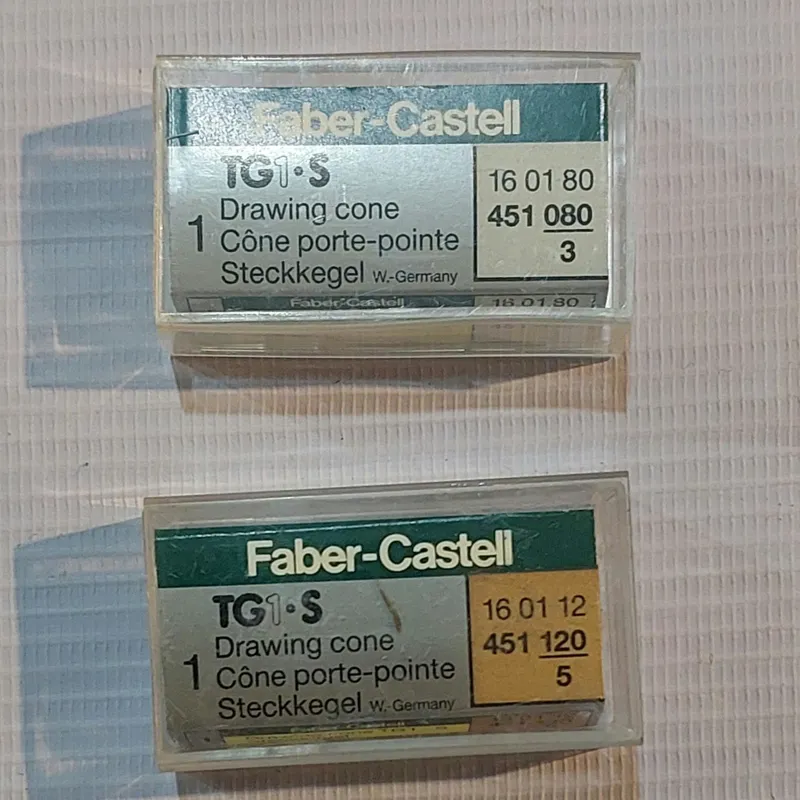 Faber-Castell
TG1·S
1 Drawing cone
Cône porte-pointe
Steckkegel W.-Germany
16 01 80
451 080
3
Faber-Castell
16 01 80
Faber-Castell
TG1·S
1 Drawing cone
Cône porte-pointe
Steckkegel W.-Germany
16 01 12
451 120
5
Faber-Castell